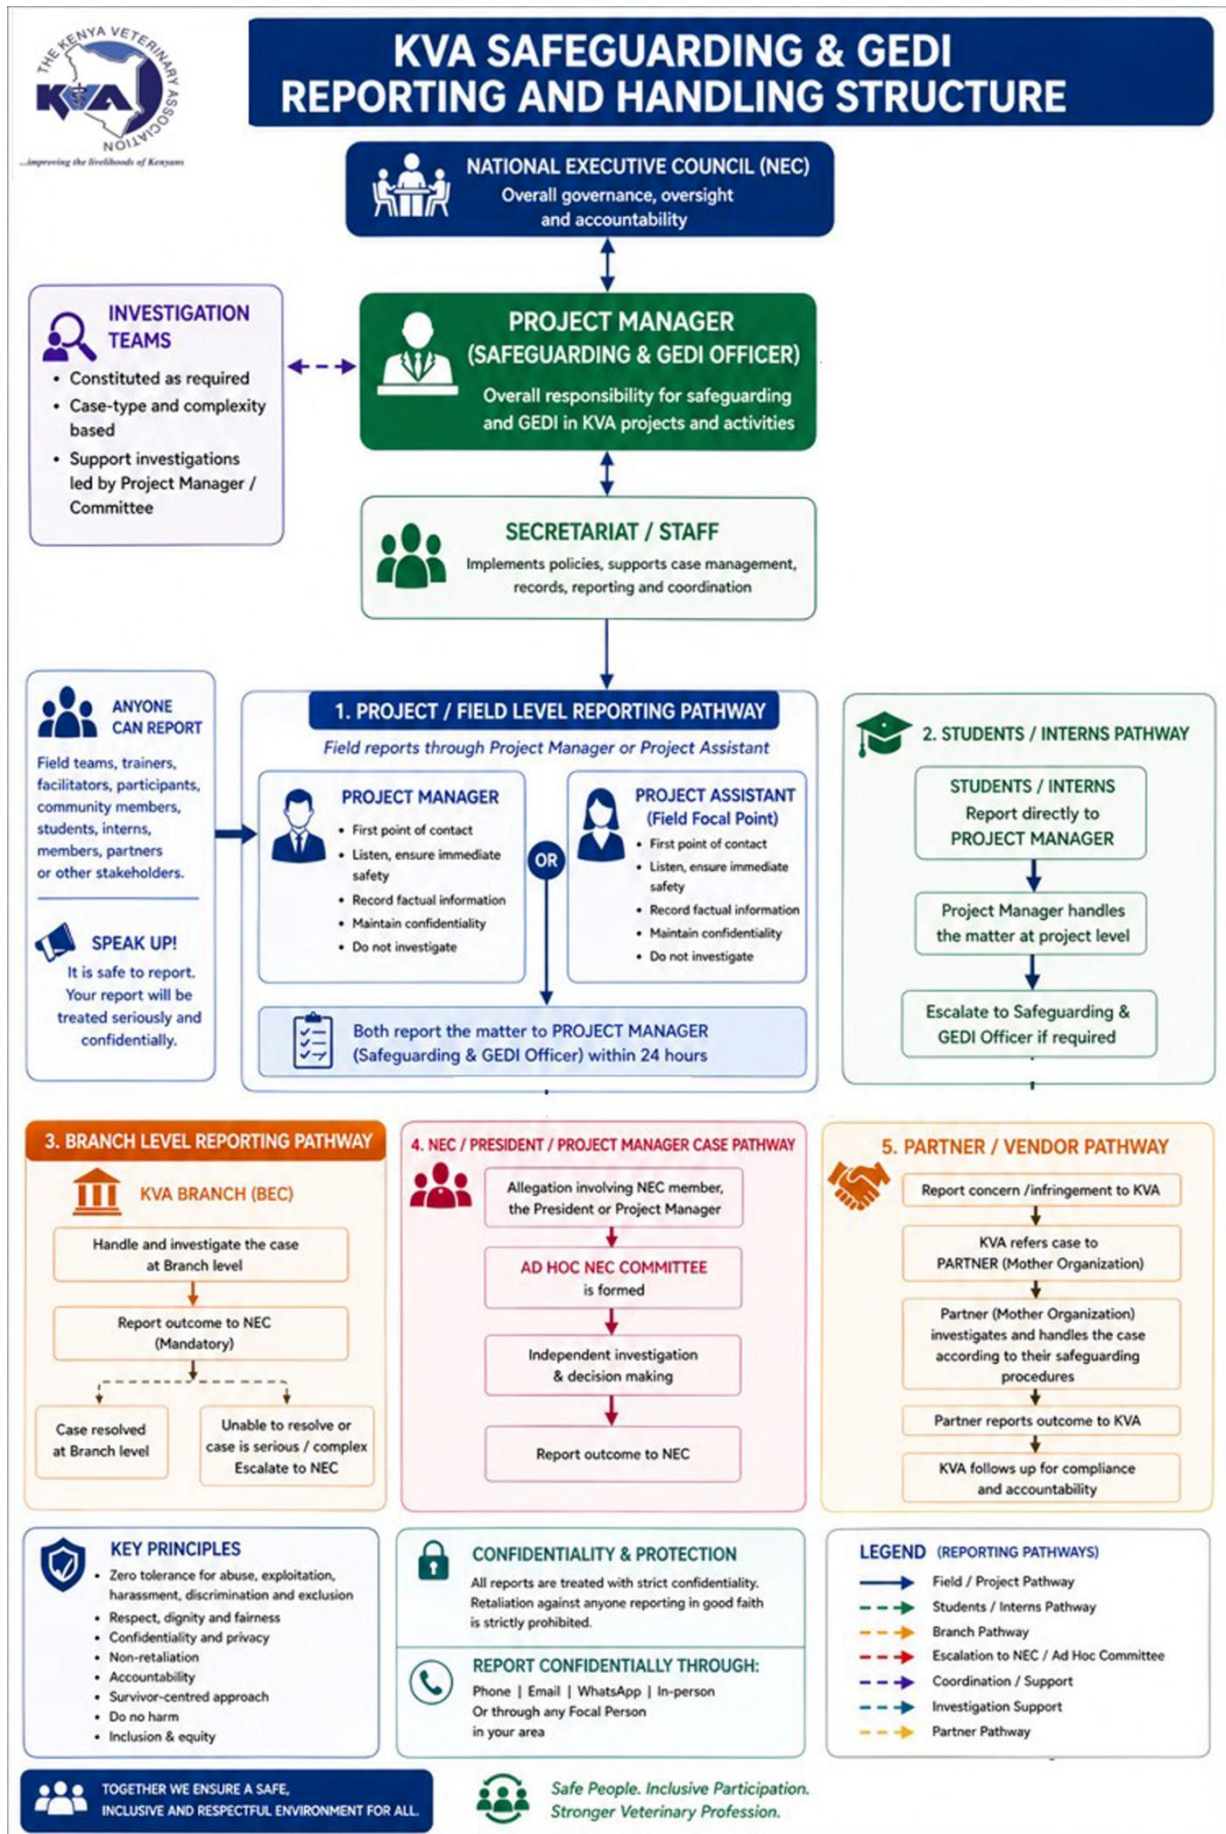 THE KENYA VETERINARY ASSOCIATION
KVA
...improving the livelihoods of Kenyans
KVA SAFEGUARDING & GEDI
REPORTING AND HANDLING STRUCTURE
NATIONAL EXECUTIVE COUNCIL (NEC)
Overall governance, oversight
and accountability
INVESTIGATION
TEAMS
• Constituted as required
• Case-type and complexity
based
• Support investigations
led by Project Manager /
Committee
PROJECT MANAGER
(SAFEGUARDING & GEDI OFFICER)
Overall responsibility for safeguarding
and GEDI in KVA projects and activities
SECRETARIAT / STAFF
Implements policies, supports case management,
records, reporting and coordination
ANYONE
CAN REPORT
Field teams, trainers,
facilitators, participants,
community members,
students, interns,
members, partners
or other stakeholders.
SPEAK UP!
It is safe to report.
Your report will be
treated seriously and
confidentially.
1. PROJECT / FIELD LEVEL REPORTING PATHWAY
Field reports through Project Manager or Project Assistant
PROJECT MANAGER
• First point of contact
• Listen, ensure immediate
safety
• Record factual information
• Maintain confidentiality
• Do not investigate
OR
PROJECT ASSISTANT
(Field Focal Point)
• First point of contact
• Listen, ensure immediate
safety
• Record factual information
• Maintain confidentiality
• Do not investigate
Both report the matter to PROJECT MANAGER
(Safeguarding & GEDI Officer) within 24 hours
2. STUDENTS / INTERNS PATHWAY
STUDENTS / INTERNS
Report directly to
PROJECT MANAGER
Project Manager handles
the matter at project level
Escalate to Safeguarding &
GEDI Officer if required
3. BRANCH LEVEL REPORTING PATHWAY
KVA BRANCH (BEC)
Handle and investigate the case
at Branch level
Report outcome to NEC
(Mandatory)
Case resolved
at Branch level
Unable to resolve or
case is serious / complex
Escalate to NEC
4. NEC / PRESIDENT / PROJECT MANAGER CASE PATHWAY
Allegation involving NEC member,
the President or Project Manager
AD HOC NEC COMMITTEE
is formed
Independent investigation
& decision making
Report outcome to NEC
5. PARTNER / VENDOR PATHWAY
Report concern /infringement to KVA
KVA refers case to
PARTNER (Mother Organization)
Partner (Mother Organization)
investigates and handles the case
according to their safeguarding
procedures
Partner reports outcome to KVA
KVA follows up for compliance
and accountability
KEY PRINCIPLES
• Zero tolerance for abuse, exploitation,
harassment, discrimination and exclusion
• Respect, dignity and fairness
• Confidentiality and privacy
• Non-retaliation
• Accountability
• Survivor-centred approach
• Do no harm
• Inclusion & equity
CONFIDENTIALITY & PROTECTION
All reports are treated with strict confidentiality.
Retaliation against anyone reporting in good faith
is strictly prohibited.
REPORT CONFIDENTIALLY THROUGH:
Phone | Email | WhatsApp | In-person
Or through any Focal Person
in your area
LEGEND (REPORTING PATHWAYS)
Field / Project Pathway
Students / Interns Pathway
Branch Pathway
Escalation to NEC / Ad Hoc Committee
Coordination / Support
Investigation Support
Partner Pathway
TOGETHER WE ENSURE A SAFE,
INCLUSIVE AND RESPECTFUL ENVIRONMENT FOR ALL.
Safe People. Inclusive Participation.
Stronger Veterinary Profession.